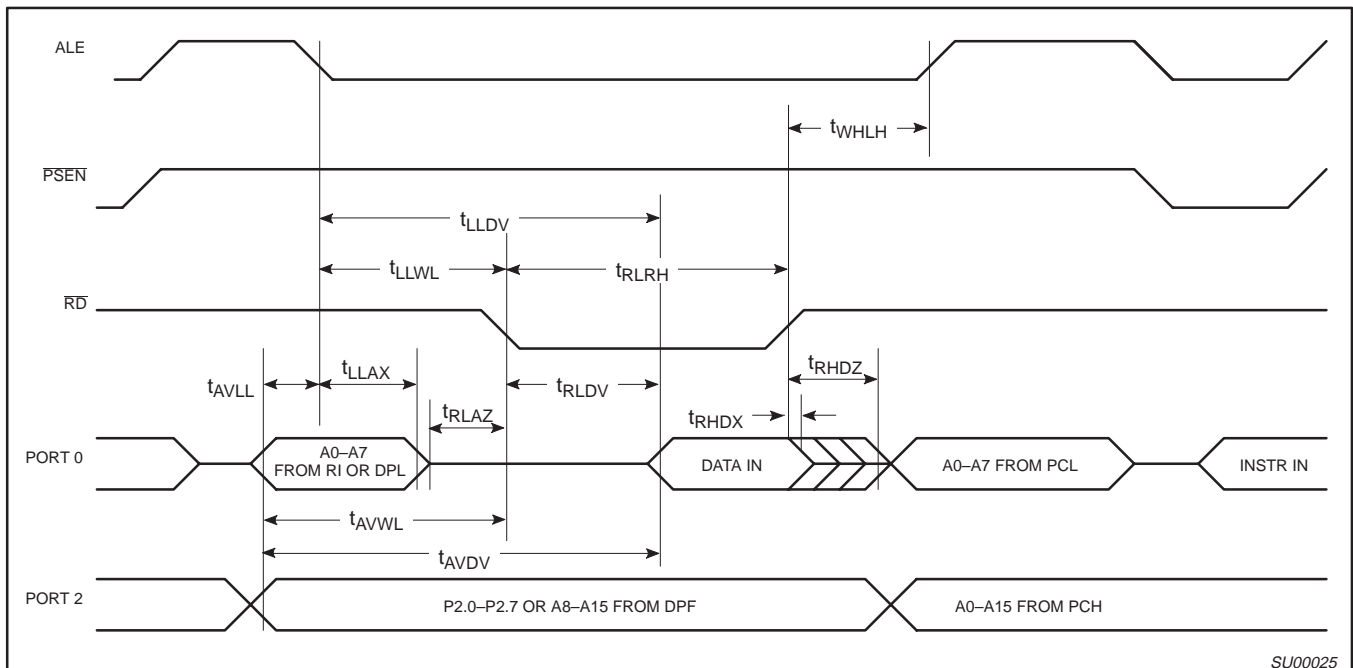 ALE
tWHLH
PSEN
tLLDV
tLLWL
tRLRH
RD
tAVLL
tLLAX
tRLAZ
tRLDV
tRHDZ
tRHDX
PORT 0
A0–A7
FROM RI OR DPL
DATA IN
A0–A7 FROM PCL
INSTR IN
tAVWL
tAVDV
PORT 2
P2.0–P2.7 OR A8–A15 FROM DPF
A0–A15 FROM PCH
SU00025